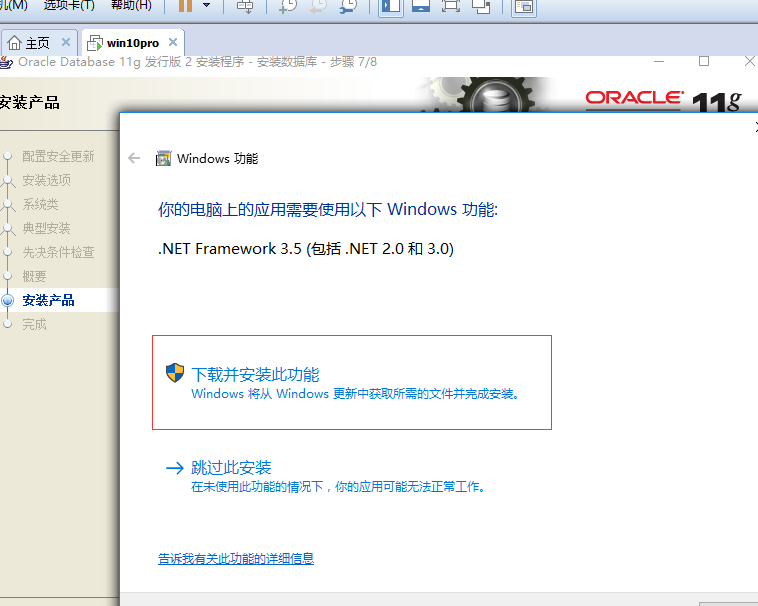 机(M) 选项卡(T) 帮助(H)
主页 win10pro
Oracle Database 11g 发行版 2 安装程序 - 安装数据库 - 步骤 7/8
安装产品
ORACLE 11g
配置安全更新
安装选项
系统类
典型安装
先决条件检查
概要
安装产品
完成
Windows 功能
你的电脑上的应用需要使用以下 Windows 功能:
.NET Framework 3.5 (包括 .NET 2.0 和 3.0)
下载并安装此功能
Windows 将从 Windows 更新中获取所需的文件并完成安装。
跳过此安装
在未使用此功能的情况下，你的应用可能无法正常工作。
告诉我有关此功能的详细信息